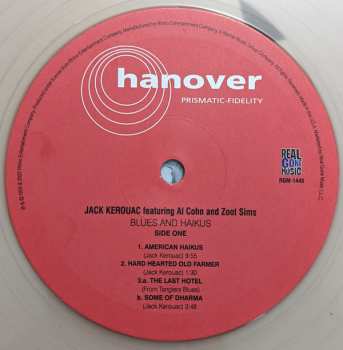 hanover
PRISMATIC-FIDELITY
REAL
GONE
MUSIC
RGM-1448
JACK KEROUAC featuring Al Cohn and Zoot Sims
BLUES AND HAIKUS
SIDE ONE
1. AMERICAN HAIKUS
(Jack Kerouac) 9:55
2. HARD HEARTED OLD FARMER
(Jack Kerouac) 1:30
3.a. THE LAST HOTEL
(From Tangiers Blues)
b. SOME OF DHARMA
(Jack Kerouac) 3:48